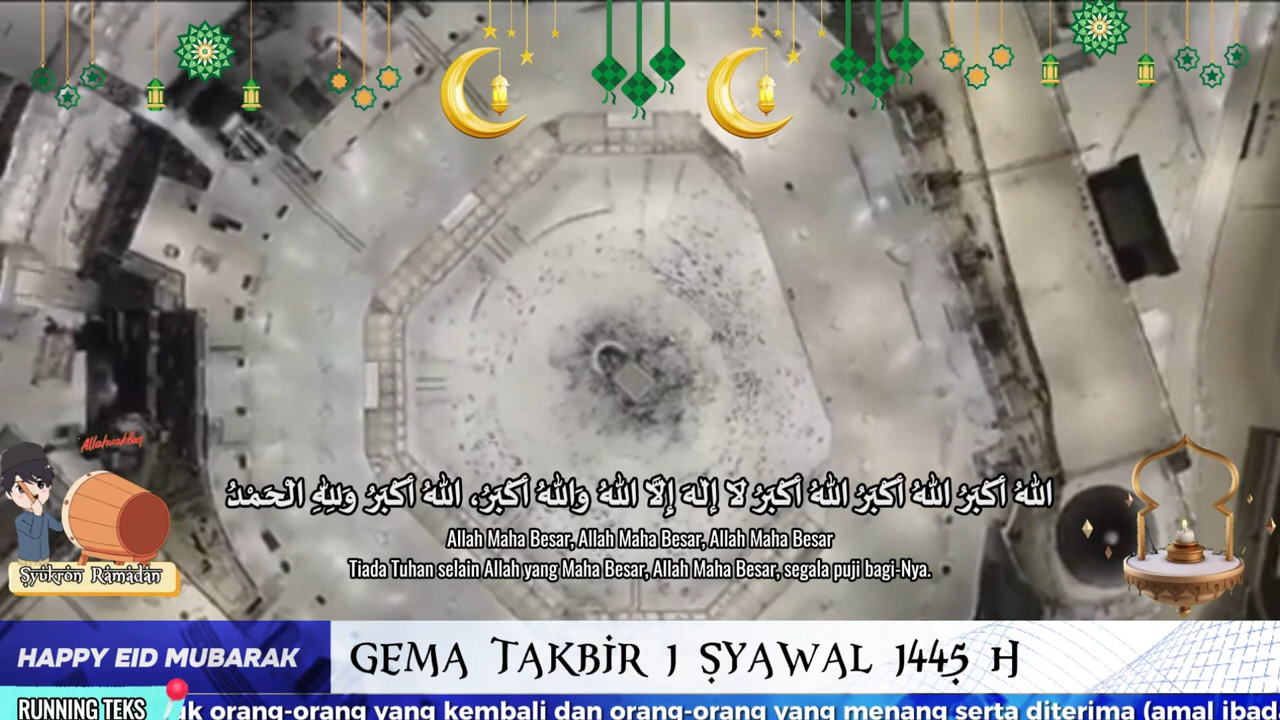 Allahuakbar
اللهُ أَكْبَرُ اللهُ أَكْبَرُ اللهُ أَكْبَرُ لَا إِلٰهَ إِلَّا اللهُ وَاللهُ أَكْبَرُ، اللهُ أَكْبَرُ وَلِلّٰهِ الْحَمْدُ
Allah Maha Besar, Allah Maha Besar, Allah Maha Besar
Tiada Tuhan selain Allah yang Maha Besar, Allah Maha Besar, segala puji bagi-Nya.
Syukron Ramadan
HAPPY EID MUBARAK
GEMA TAKBIR 1 SYAWAL 1445 H
RUNNING TEKS
orang-orang yang kembali dan orang-orang yang menang serta diterima (amal